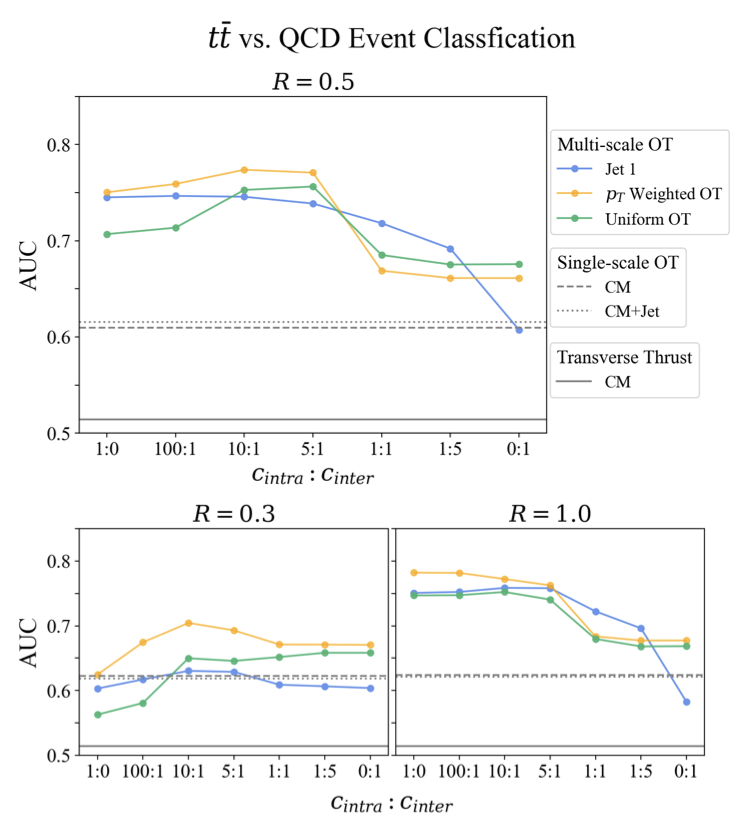 tt̄ vs. QCD Event Classfication
R = 0.5
AUC
0.8
0.7
0.6
0.5
1:0 100:1 10:1 5:1 1:1 1:5 0:1
c_intra : c_inter
Multi-scale OT
Jet 1
p_T Weighted OT
Uniform OT
Single-scale OT
CM
CM+Jet
Transverse Thrust
CM
R = 0.3
AUC
0.8
0.7
0.6
0.5
1:0 100:1 10:1 5:1 1:1 1:5 0:1
R = 1.0
1:0 100:1 10:1 5:1 1:1 1:5 0:1
c_intra : c_inter